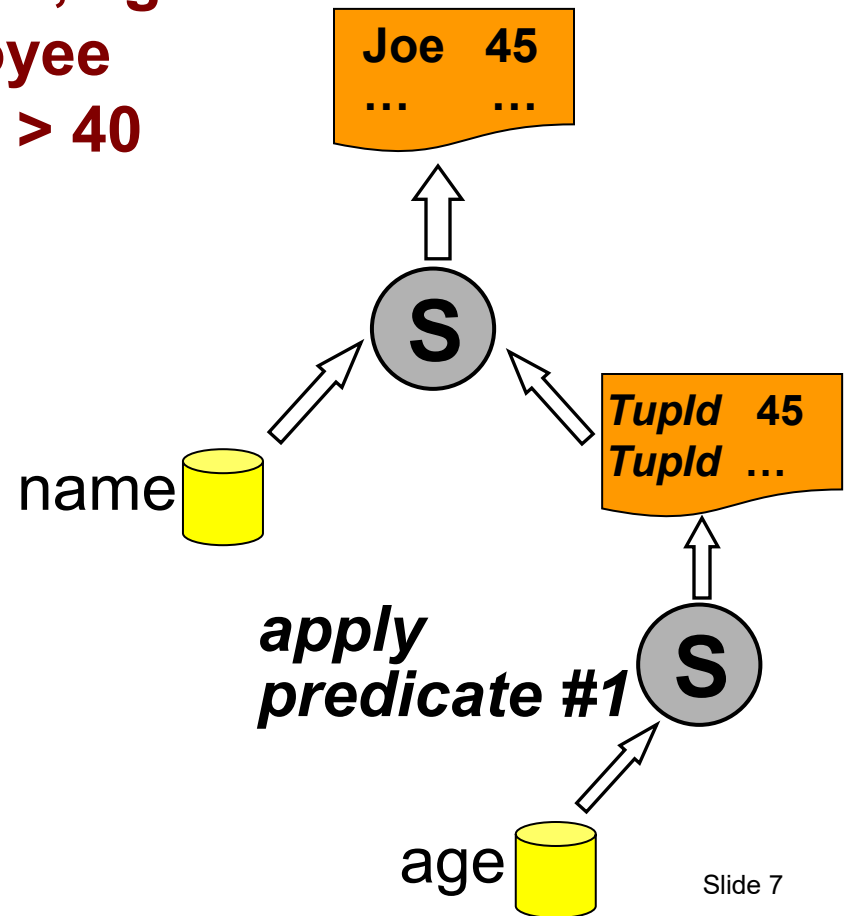 oyee
> 40
Joe 45
… …
S
TupId 45
TupId …
name
apply
predicate #1
S
age
Slide 7